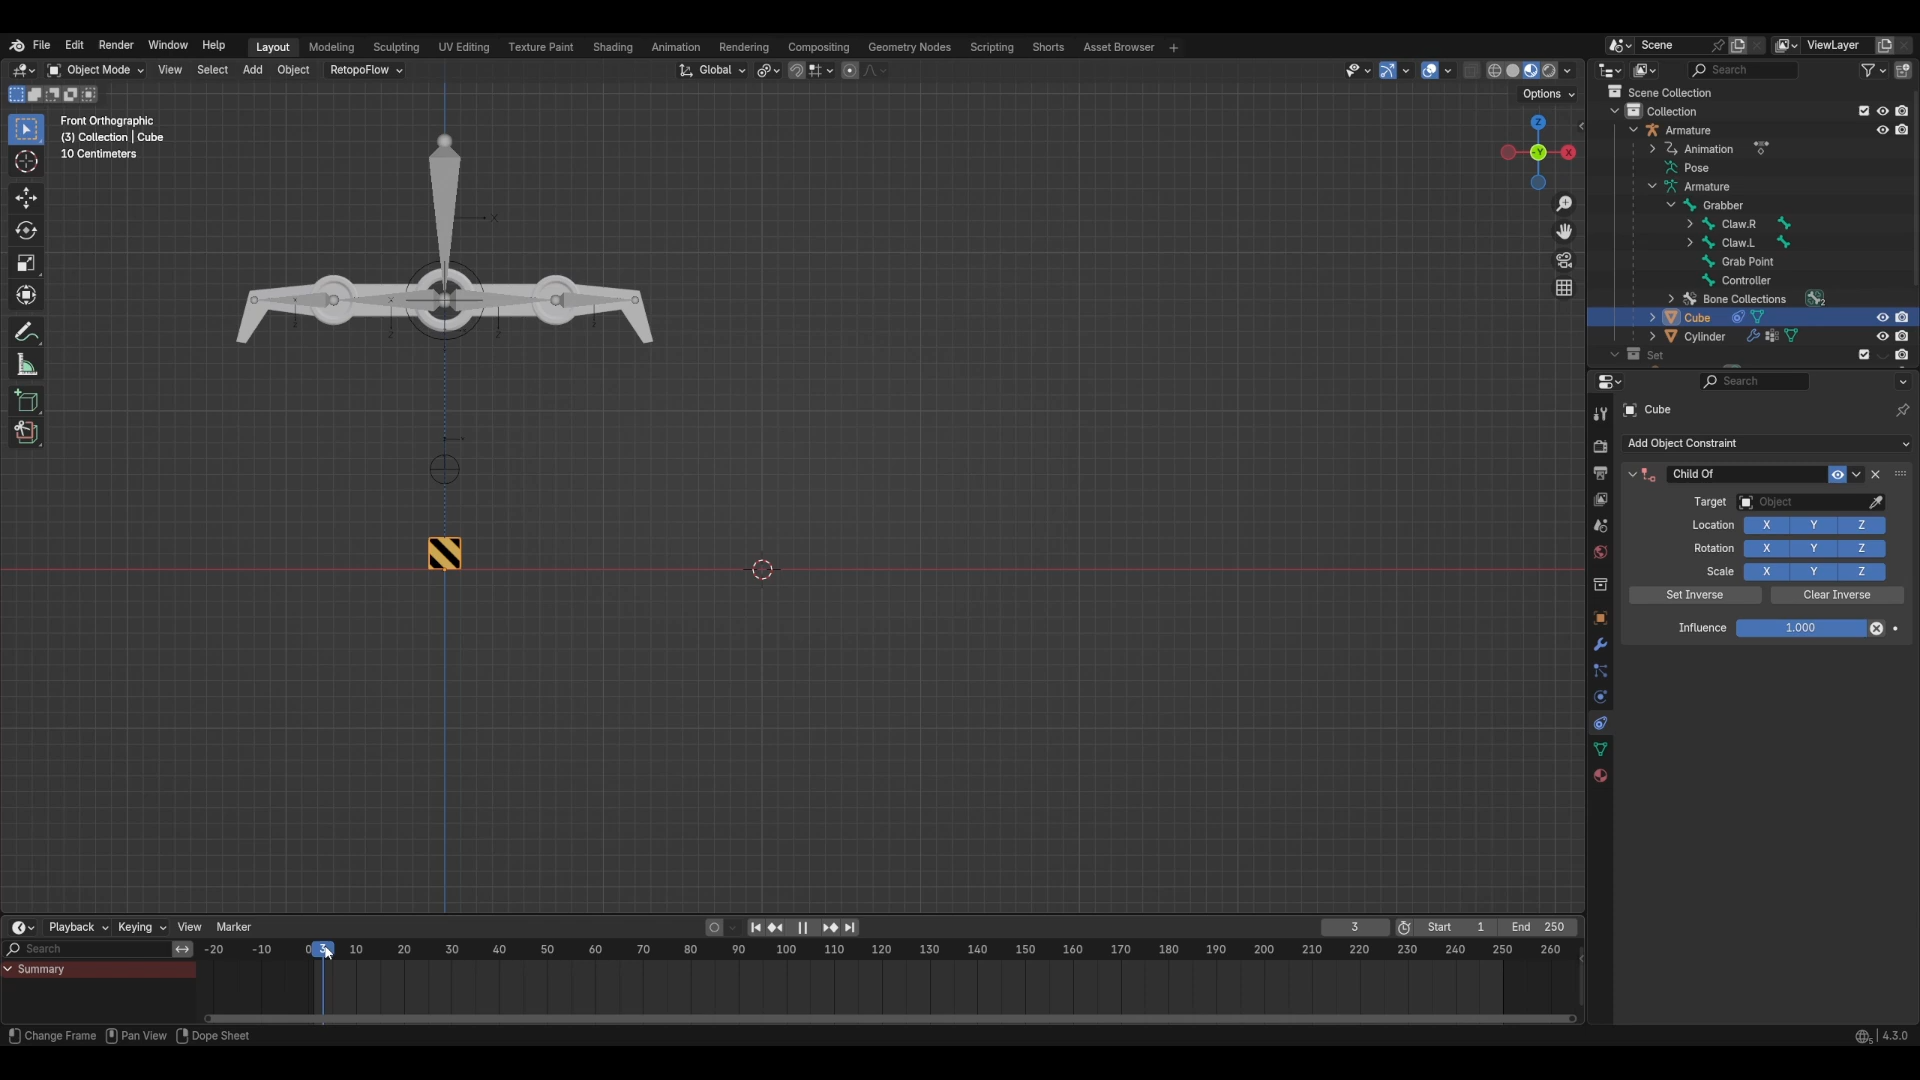 File Edit Render Window Help Layout Modeling Sculpting UV Editing Texture Paint Shading Animation Rendering Compositing Geometry Nodes Scripting Shorts Asset Browser + Scene ViewLayer
Object Mode View Select Add Object RetopoFlow Global Search
Options
Front Orthographic
(3) Collection | Cube
10 Centimeters
Z
-Y X
X
Z Z Z Z
Scene Collection
Collection
Armature
Animation
Pose
Armature
Grabber
Claw.R
Claw.L
Grab Point
Controller
Bone Collections 2
Cube
Cylinder
Set
Search
Cube
Add Object Constraint
Child Of
Target Object
Location X Y Z
Rotation X Y Z
Scale X Y Z
Set Inverse Clear Inverse
Influence 1.000
Playback Keying View Marker 3 Start 1 End 250
Search -20 -10 0 3 10 20 30 40 50 60 70 80 90 100 110 120 130 140 150 160 170 180 190 200 210 220 230 240 250 260
Summary
Change Frame Pan View Dope Sheet 5 4.3.0